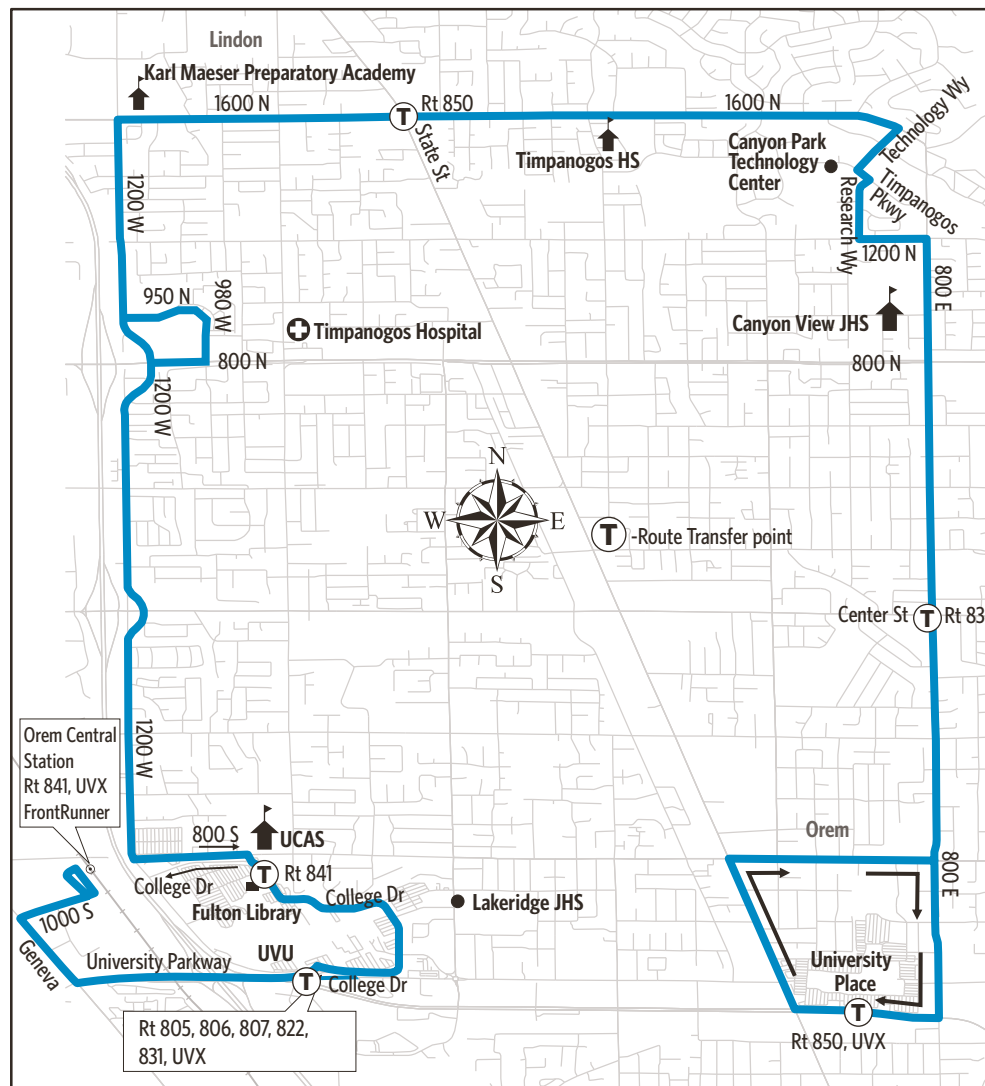 Lindon
Karl Maeser Preparatory Academy
1600 N
Rt 850
1600 N
State St
Timpanogos HS
Canyon Park
Technology
Center
Technology Wy
Timpanogos
Pkwy
Research Wy
1200 W
1200 N
950 N
980 W
800 E
Timpanogos Hospital
Canyon View JHS
800 N
800 N
1200 W
N
W
E
S
T
-Route Transfer point
Center St
T
Rt 83
1200 W
Orem Central
Station
Rt 841, UVX
FrontRunner
800 S
UCAS
Orem
College Dr
T
Rt 841
College Dr
800 E
Fulton Library
Lakeridge JHS
1000 S
Geneva
University Parkway
UVU
T
College Dr
University
Place
T
Rt 850, UVX
Rt 805, 806, 807, 822,
831, UVX
T